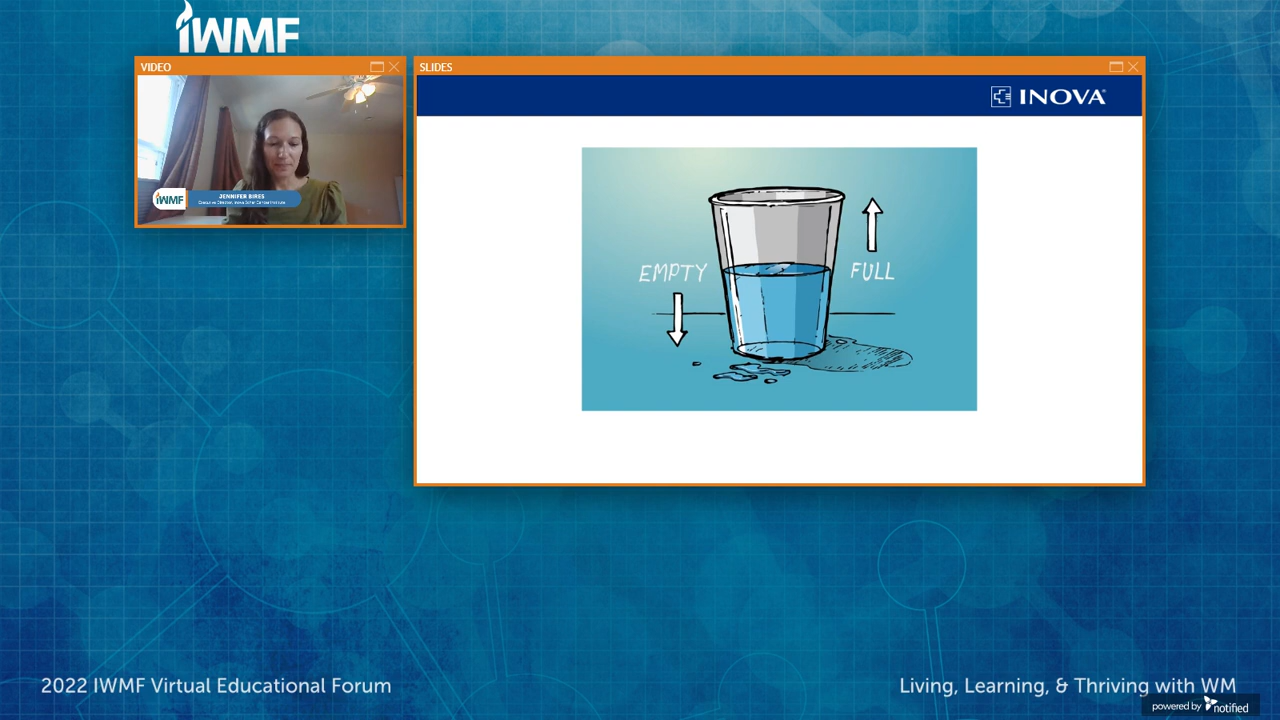 IWMF
VIDEO
SLIDES
INOVA
JENNIFER BIRES
iWMF
EMPTY
FULL
2022 IWMF Virtual Educational Forum
Living, Learning, & Thriving with WM
powered by notified